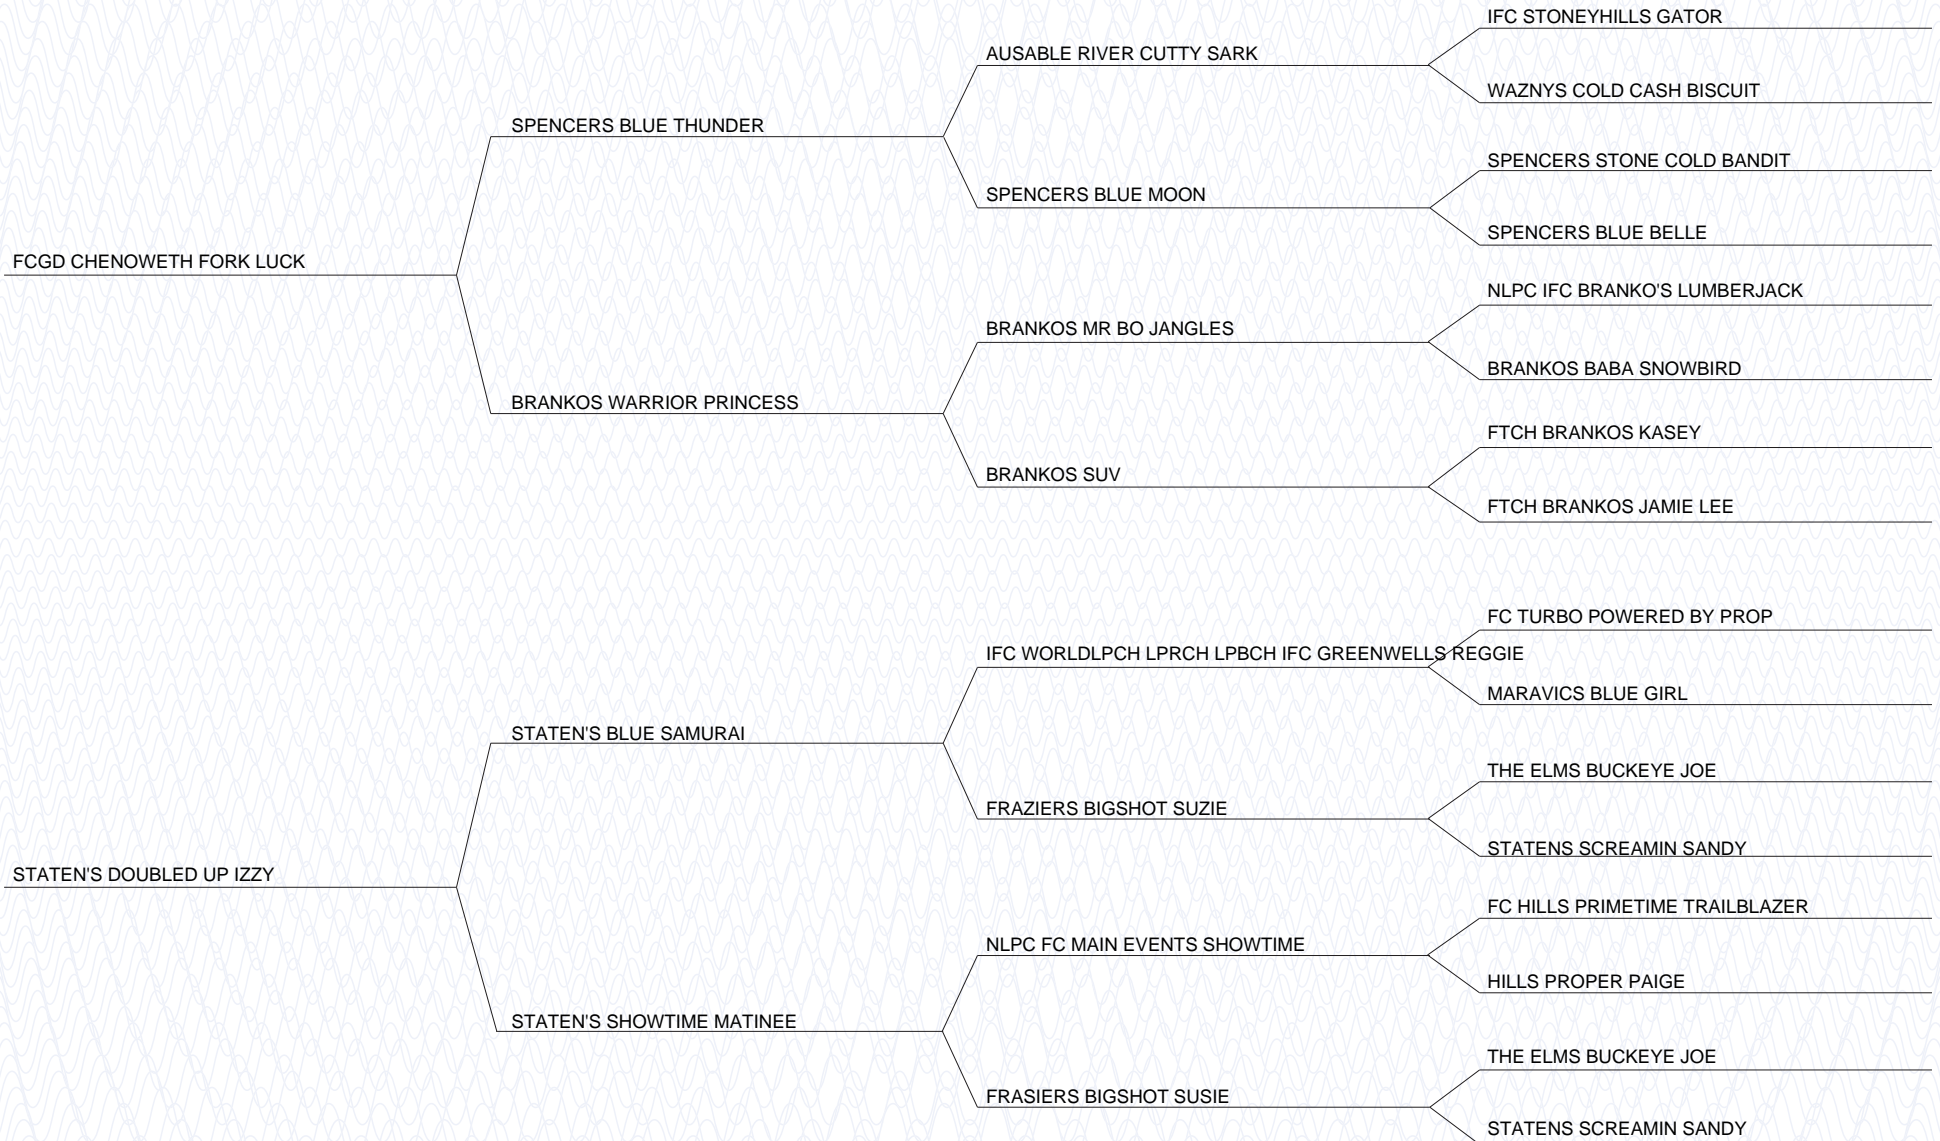 IFC STONEYHILLS GATOR
AUSABLE RIVER CUTTY SARK
WAZNYS COLD CASH BISCUIT
SPENCERS BLUE THUNDER
SPENCERS STONE COLD BANDIT
SPENCERS BLUE MOON
SPENCERS BLUE BELLE
FCGD CHENOWETH FORK LUCK
NLPC IFC BRANKO'S LUMBERJACK
BRANKOS MR BO JANGLES
BRANKOS BABA SNOWBIRD
BRANKOS WARRIOR PRINCESS
FTCH BRANKOS KASEY
BRANKOS SUV
FTCH BRANKOS JAMIE LEE
FC TURBO POWERED BY PROP
IFC WORLDLPCH LPRCH LPBCH IFC GREENWELLS REGGIE
MARAVICS BLUE GIRL
STATEN'S BLUE SAMURAI
THE ELMS BUCKEYE JOE
FRAZIERS BIGSHOT SUZIE
STATENS SCREAMIN SANDY
STATEN'S DOUBLED UP IZZY
FC HILLS PRIMETIME TRAILBLAZER
NLPC FC MAIN EVENTS SHOWTIME
HILLS PROPER PAIGE
STATEN'S SHOWTIME MATINEE
THE ELMS BUCKEYE JOE
FRASIERS BIGSHOT SUSIE
STATENS SCREAMIN SANDY